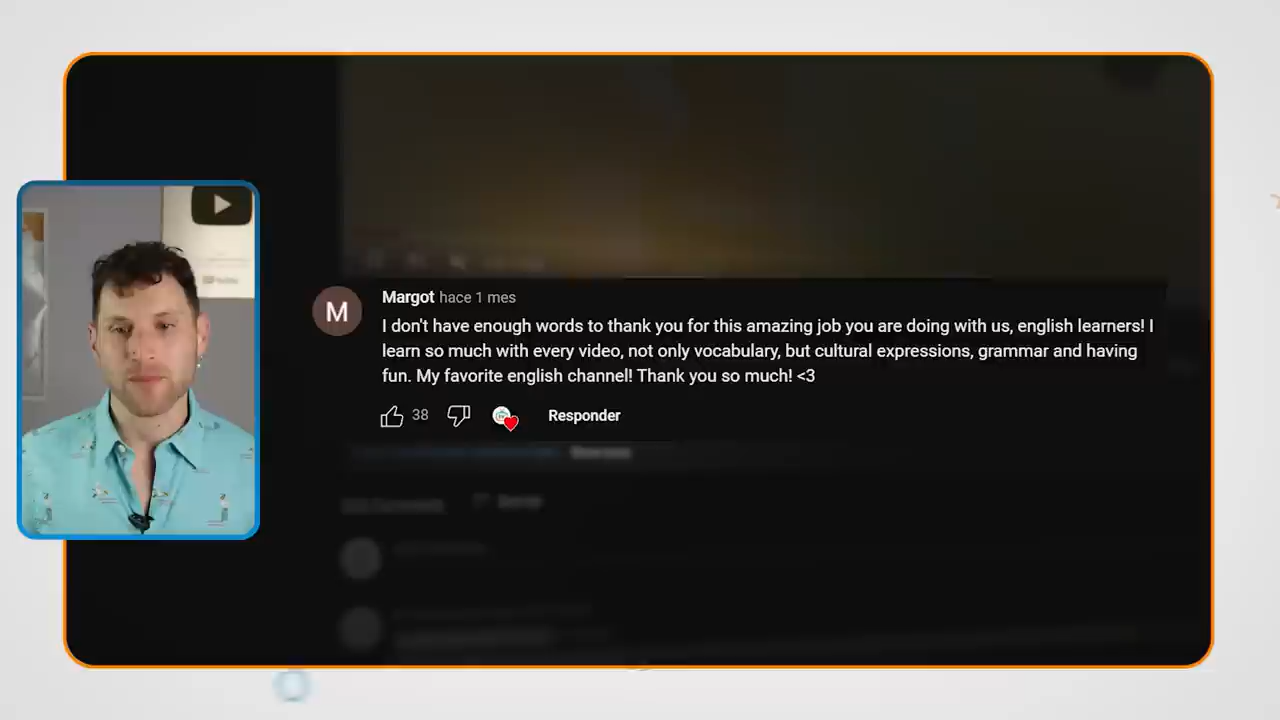 Margot hace 1 mes
M
I don't have enough words to thank you for this amazing job you are doing with us, english learners! I
learn so much with every video, not only vocabulary, but cultural expressions, grammar and having
fun. My favorite english channel! Thank you so much! <3
38 Responder